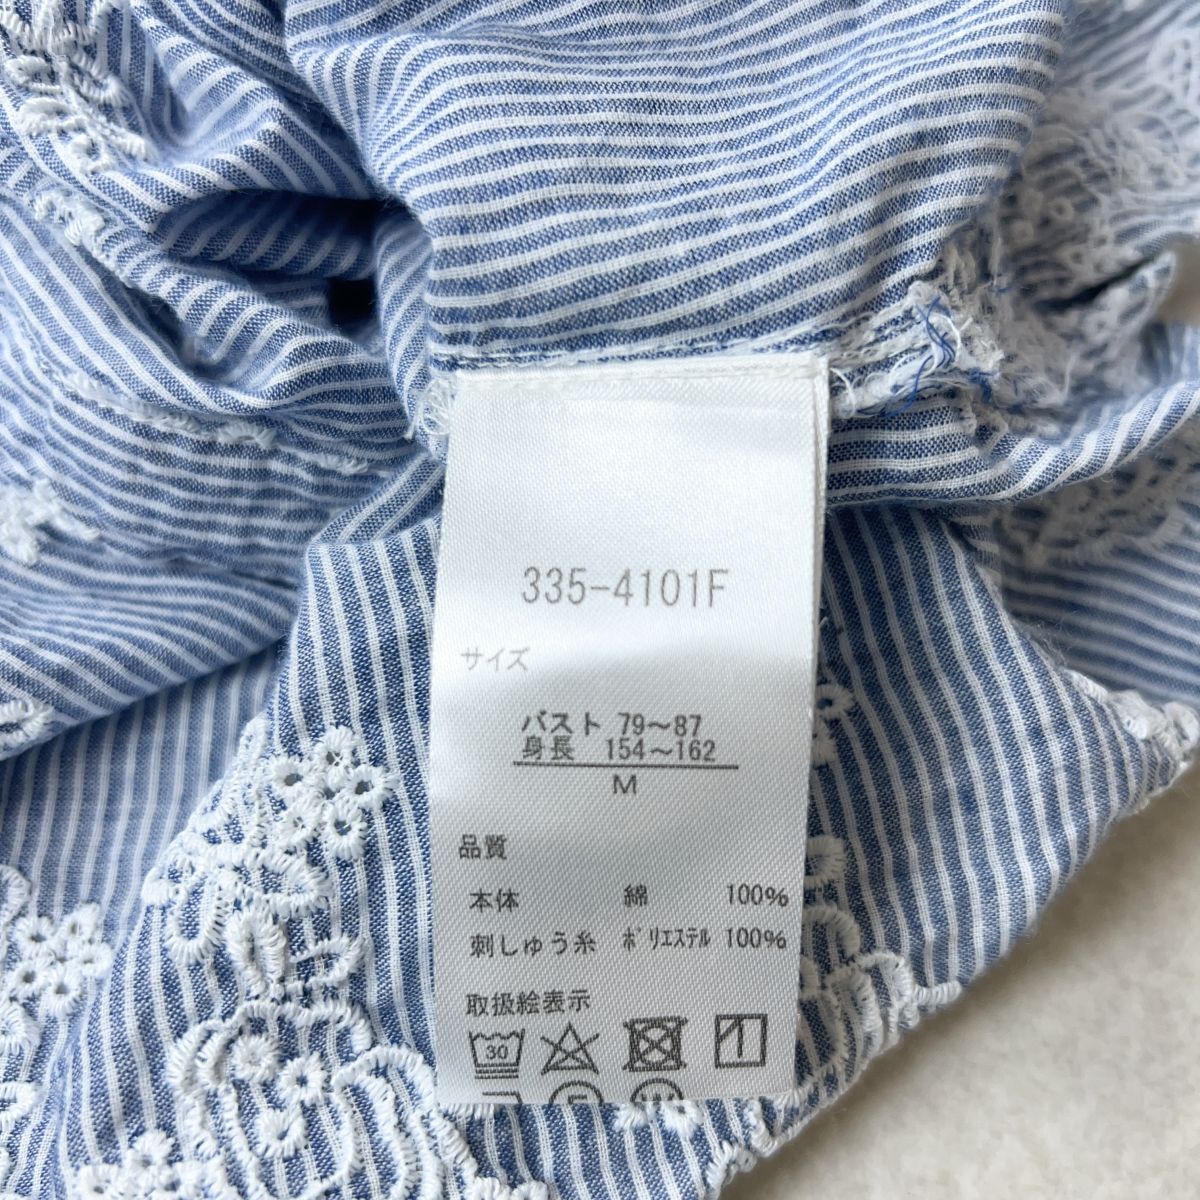 335-4101F
サイズ
バスト 79～87
身長 154～162
M
品質
本体 綿 100%
刺しゅう糸 ポリエステル 100%
取扱絵表示
30